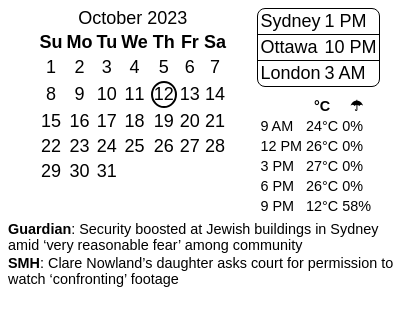 October 2023
Su Mo Tu We Th Fr Sa
1 2 3 4 5 6 7
8 9 10 11 12 13 14
15 16 17 18 19 20 21
22 23 24 25 26 27 28
29 30 31
Sydney 1 PM
Ottawa 10 PM
London 3 AM
°C ☂
9 AM 24°C 0%
12 PM 26°C 0%
3 PM 27°C 0%
6 PM 26°C 0%
9 PM 12°C 58%
Guardian: Security boosted at Jewish buildings in Sydney
amid ‘very reasonable fear’ among community
SMH: Clare Nowland’s daughter asks court for permission to
watch ‘confronting’ footage